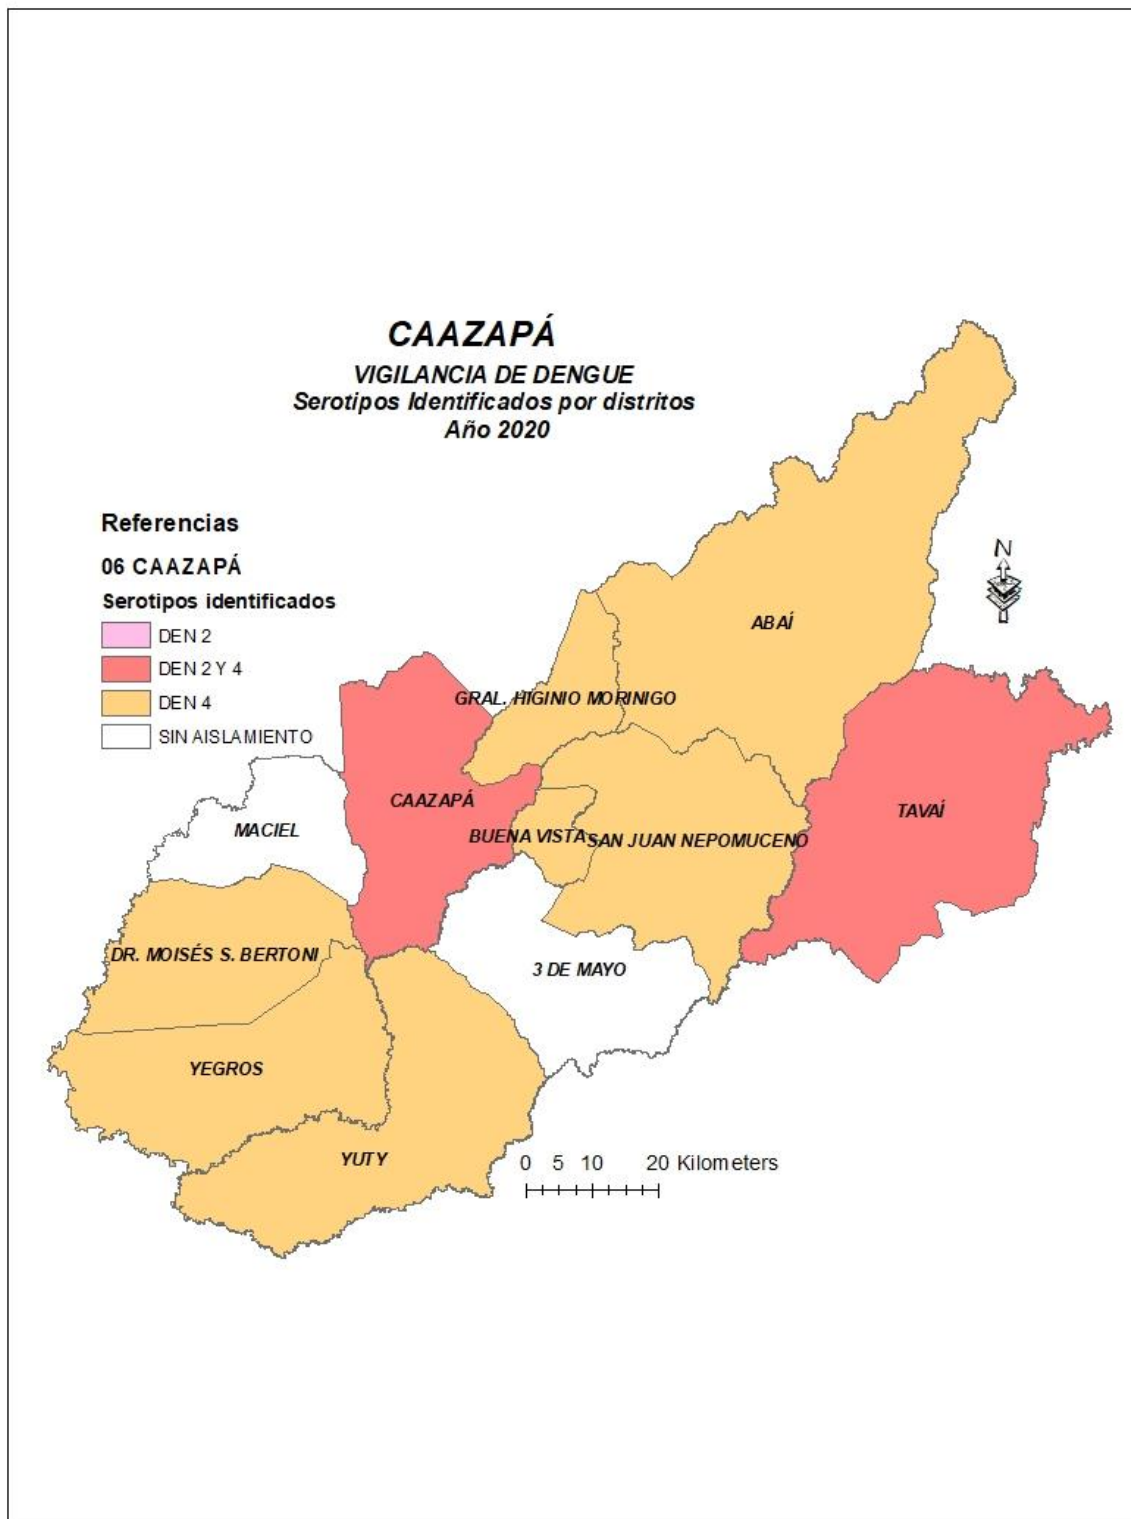 CAAZAPÁ
VIGILANCIA DE DENGUE
Serotipos Identificados por distritos
Año 2020
Referencias
06 CAAZAPÁ
Serotipos identificados
DEN 2
DEN 2 Y 4
DEN 4
SIN AISLAMIENTO
N
ABAÍ
GRAL. HIGINIO MORINIGO
CAAZAPÁ
TAVAÍ
MACIEL
BUENA VISTA
SAN JUAN NEPOMUCENO
DR. MOISÉS S. BERTONI
3 DE MAYO
YEGROS
YUTY
0 5 10 20 Kilometers